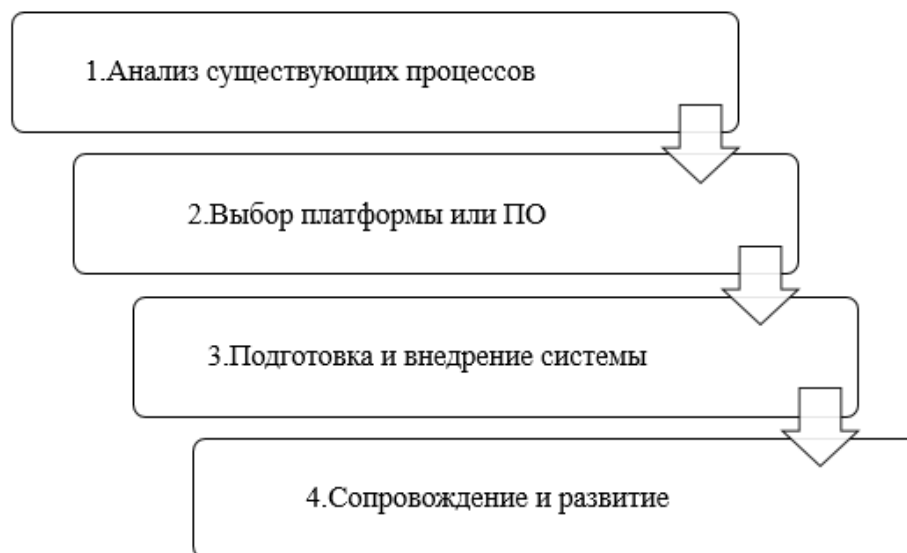 1.Анализ существующих процессов
2.Выбор платформы или ПО
3.Подготовка и внедрение системы
4.Сопровождение и развитие